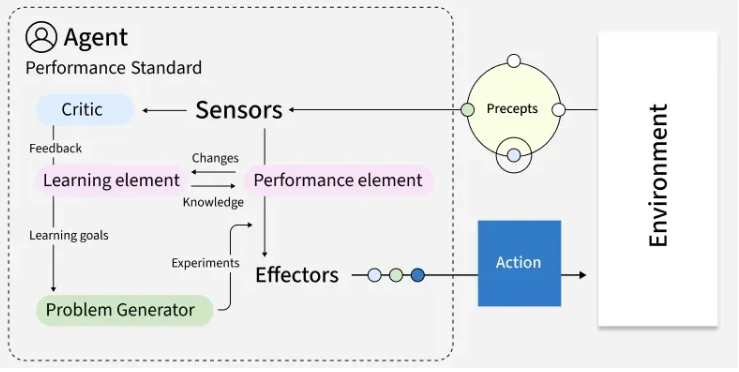 Agent
Performance Standard
Critic
Sensors
Precepts
Feedback
Changes
Learning element
Performance element
Knowledge
Learning goals
Experiments
Effectors
Action
Problem Generator
Environment